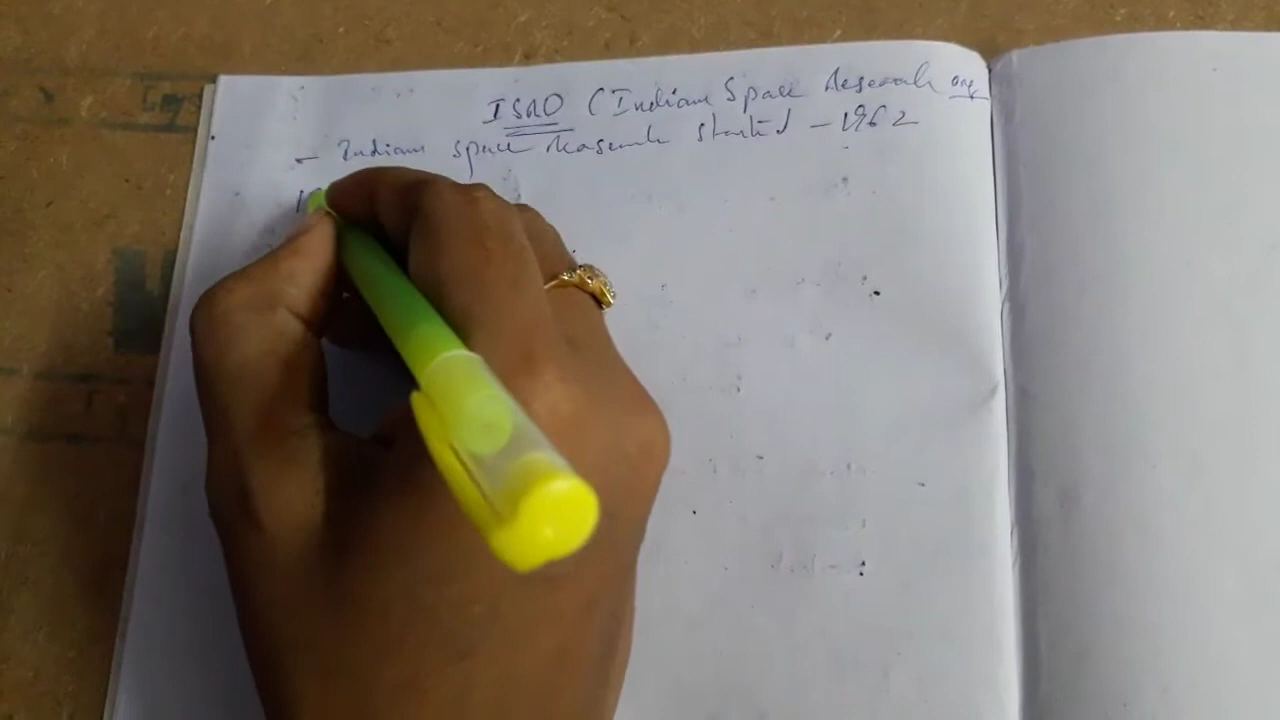 ISRO (Indian Space Research org
- Indian space Research started - 1962